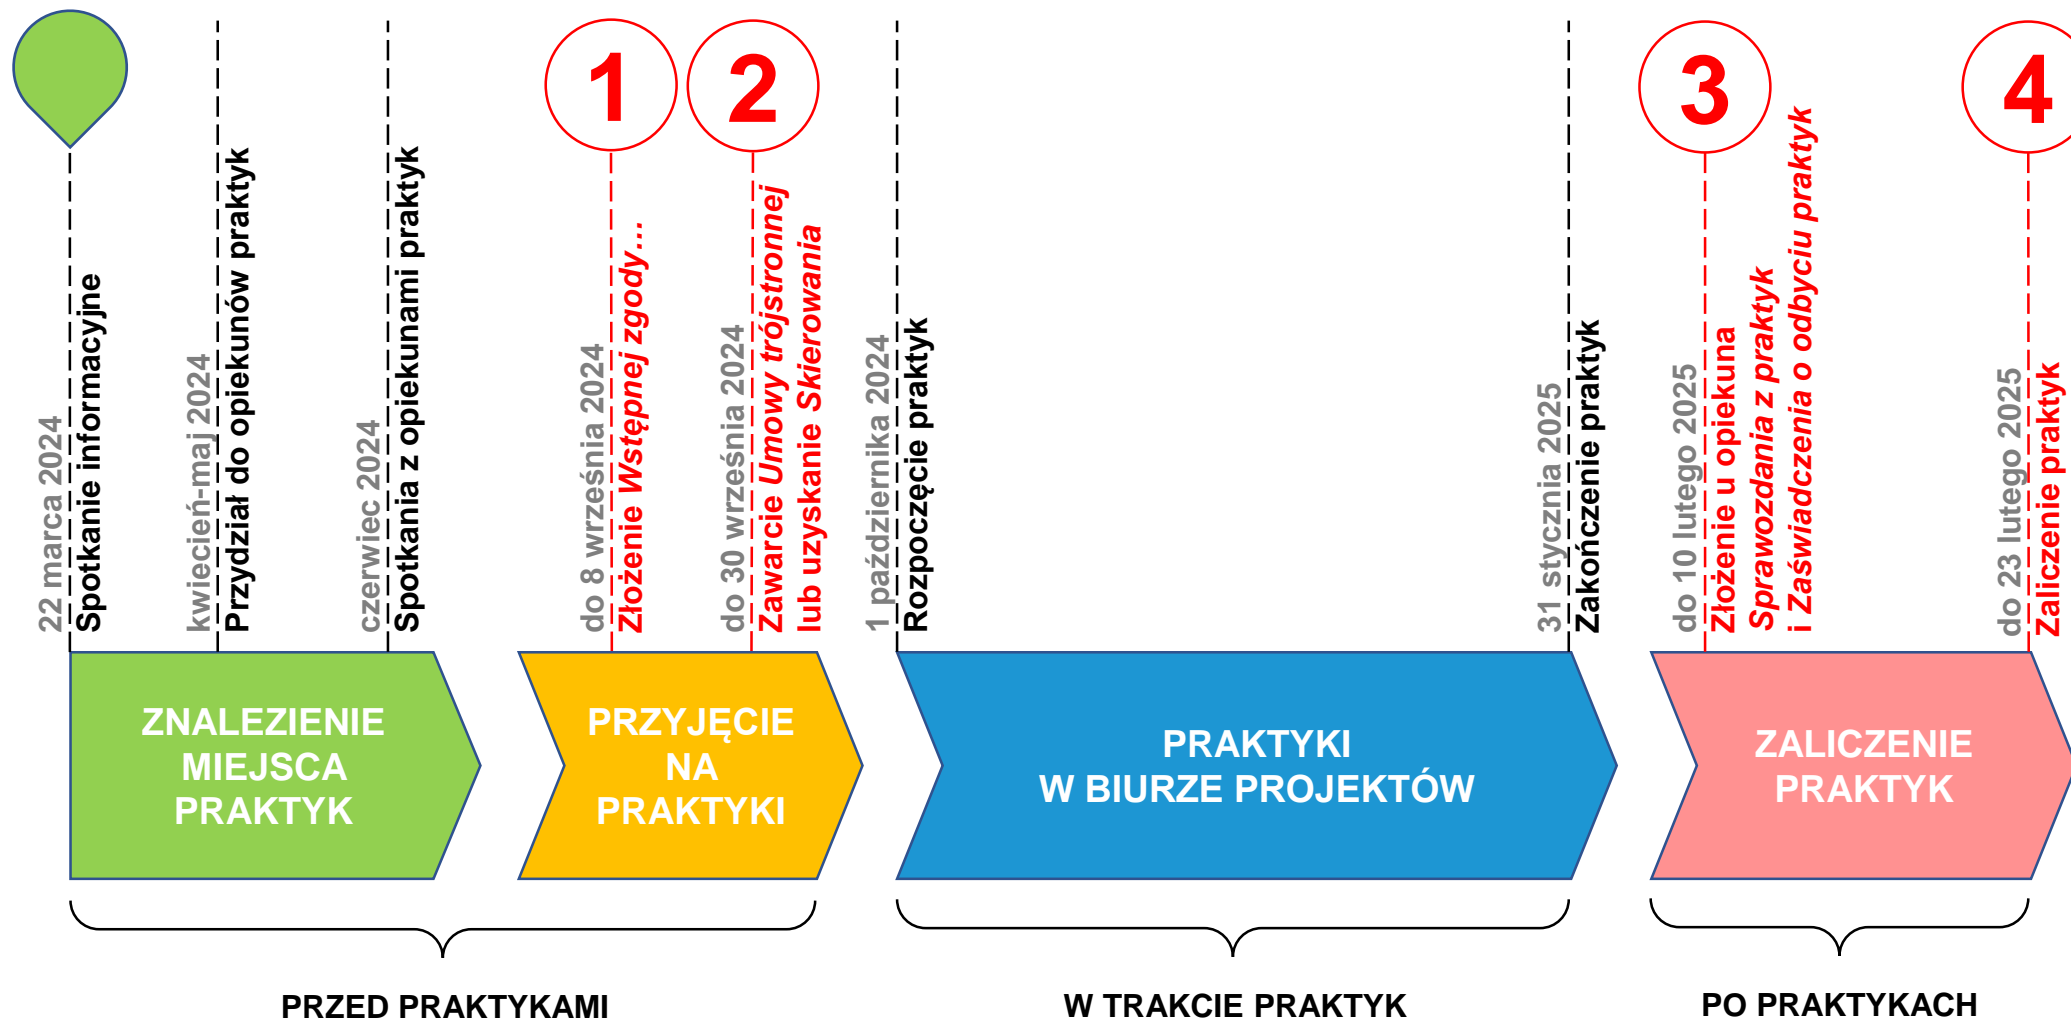 1
2
3
4
22 marca 2024
Spotkanie informacyjne
kwiecień-maj 2024
Przydział do opiekunów praktyk
czerwiec 2024
Spotkania z opiekunami praktyk
do 8 września 2024
Złożenie Wstępnej zgody…
do 30 września 2024
Zawarcie Umowy trójstronnej
lub uzyskanie Skierowania
1 października 2024
Rozpoczęcie praktyk
31 stycznia 2025
Zakończenie praktyk
do 10 lutego 2025
Złożenie u opiekuna
Sprawozdania z praktyk
i Zaświadczenia o odbyciu praktyk
do 23 lutego 2025
Zaliczenie praktyk
ZNALEZIENIE
MIEJSCA
PRAKTYK
PRZYJĘCIE
NA
PRAKTYKI
PRAKTYKI
W BIURZE PROJEKTÓW
ZALICZENIE
PRAKTYK
PRZED PRAKTYKAMI
W TRAKCIE PRAKTYK
PO PRAKTYKACH